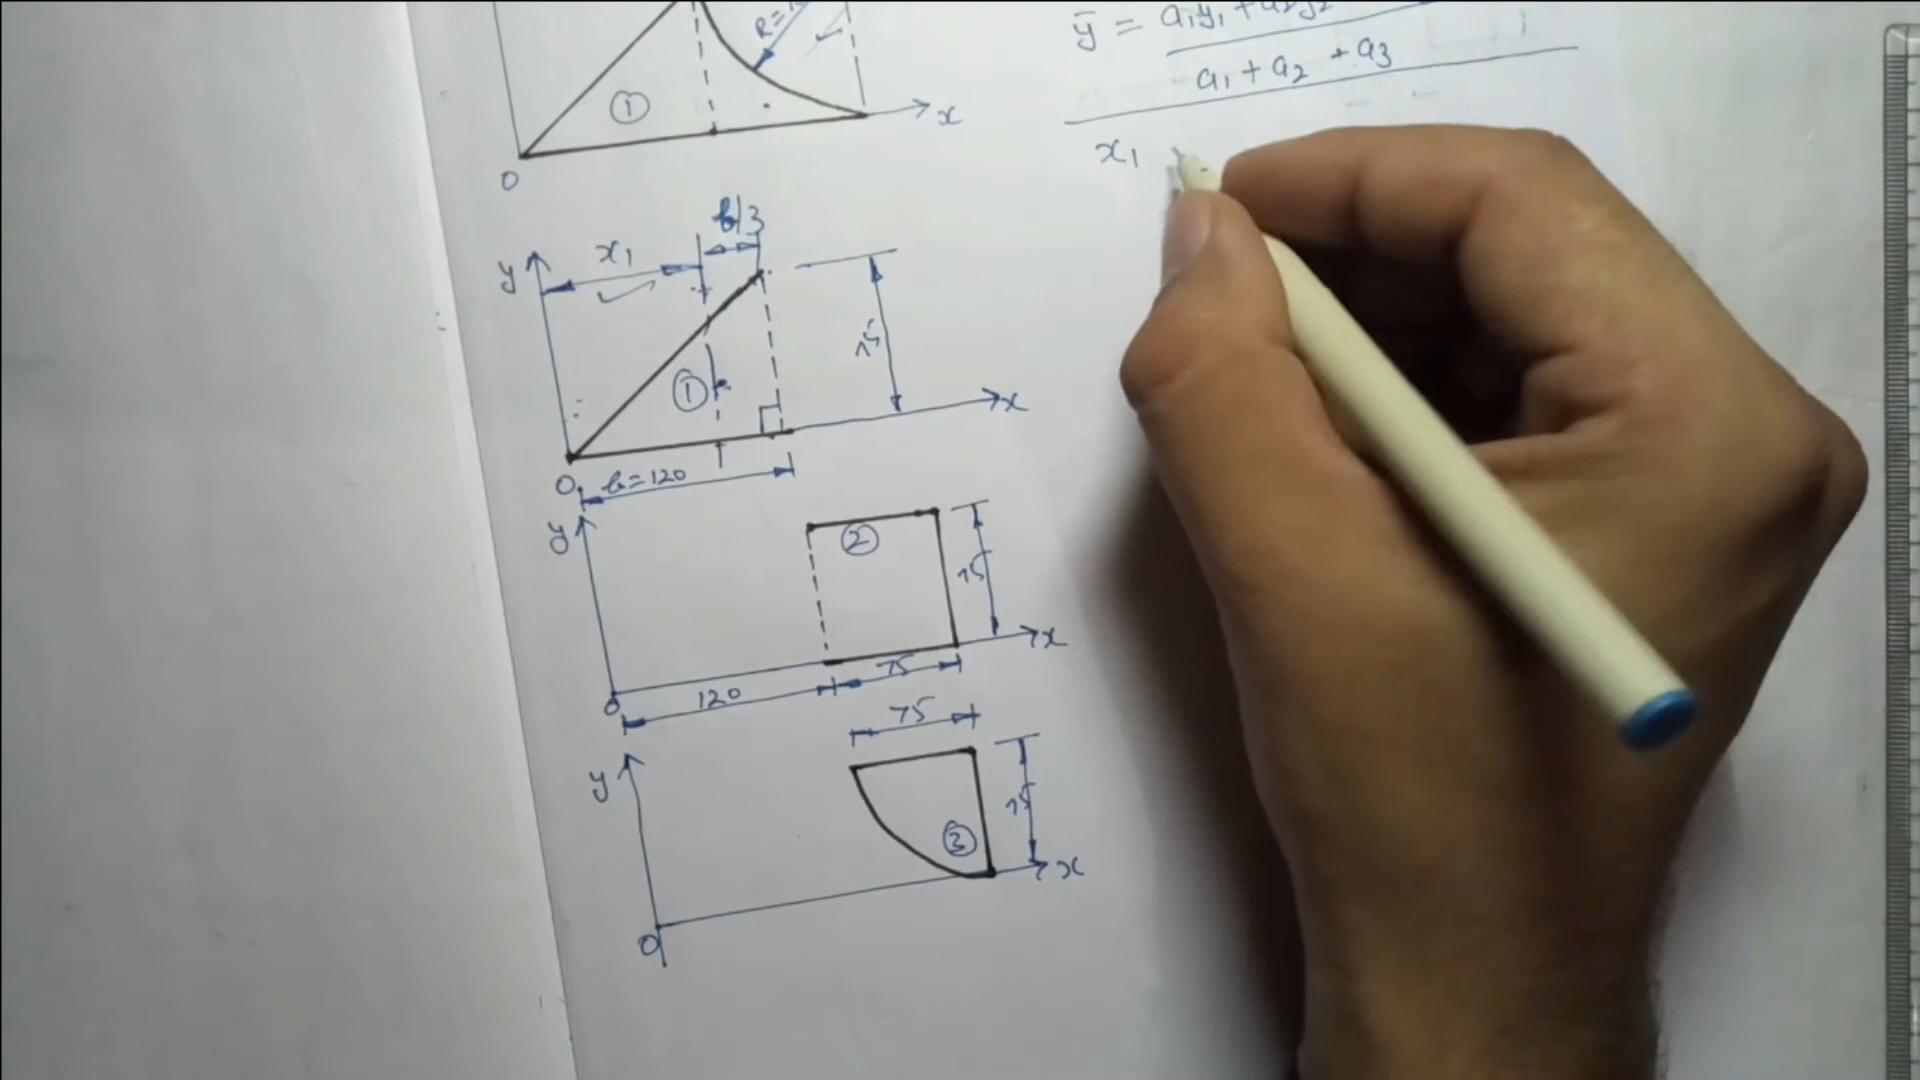 R=
①
x
0
ȳ = a₁y₁ + a₂y₂
a₁ + a₂ + a₃
x₁
b/3
x₁
y
75
①
x
0
b=120
y
②
75
x
75
0
120
75
y
75
③
x
0